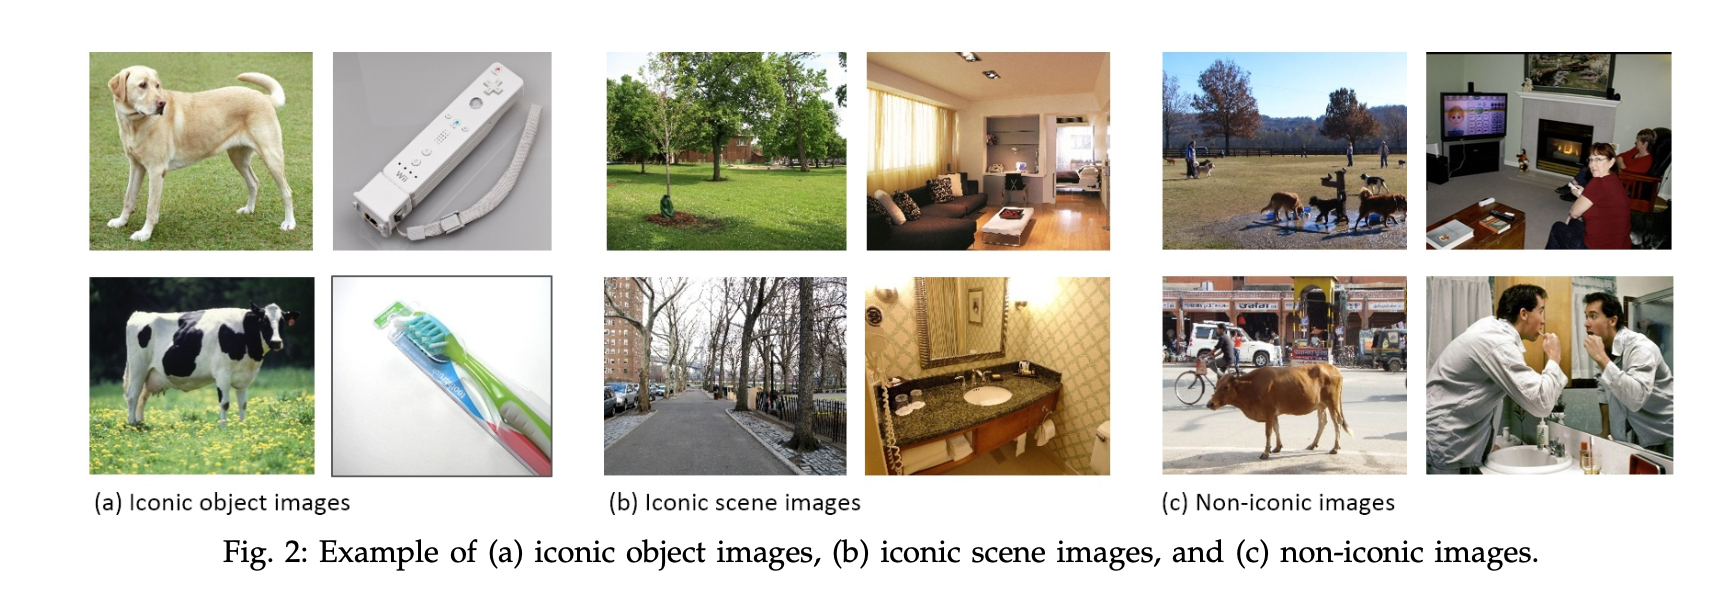 Wii
(a) Iconic object images
(b) Iconic scene images
(c) Non-iconic images
Fig. 2: Example of (a) iconic object images, (b) iconic scene images, and (c) non-iconic images.